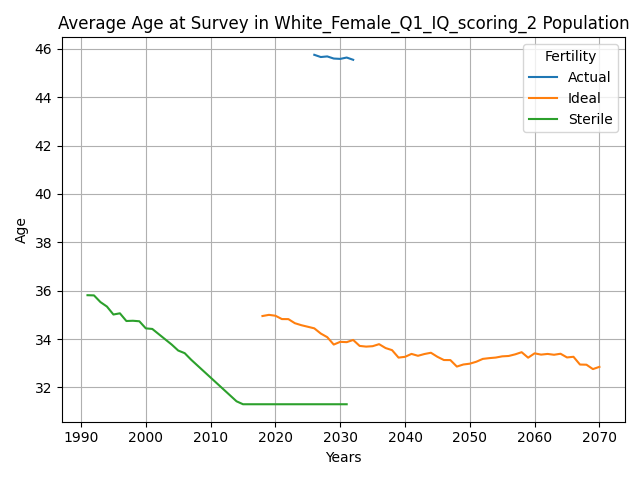 Average Age at Survey in White_Female_Q1_IQ_scoring_2 Population
Fertility
Actual
Ideal
Sterile
Age
46
44
42
40
38
36
34
32
1990 2000 2010 2020 2030 2040 2050 2060 2070
Years